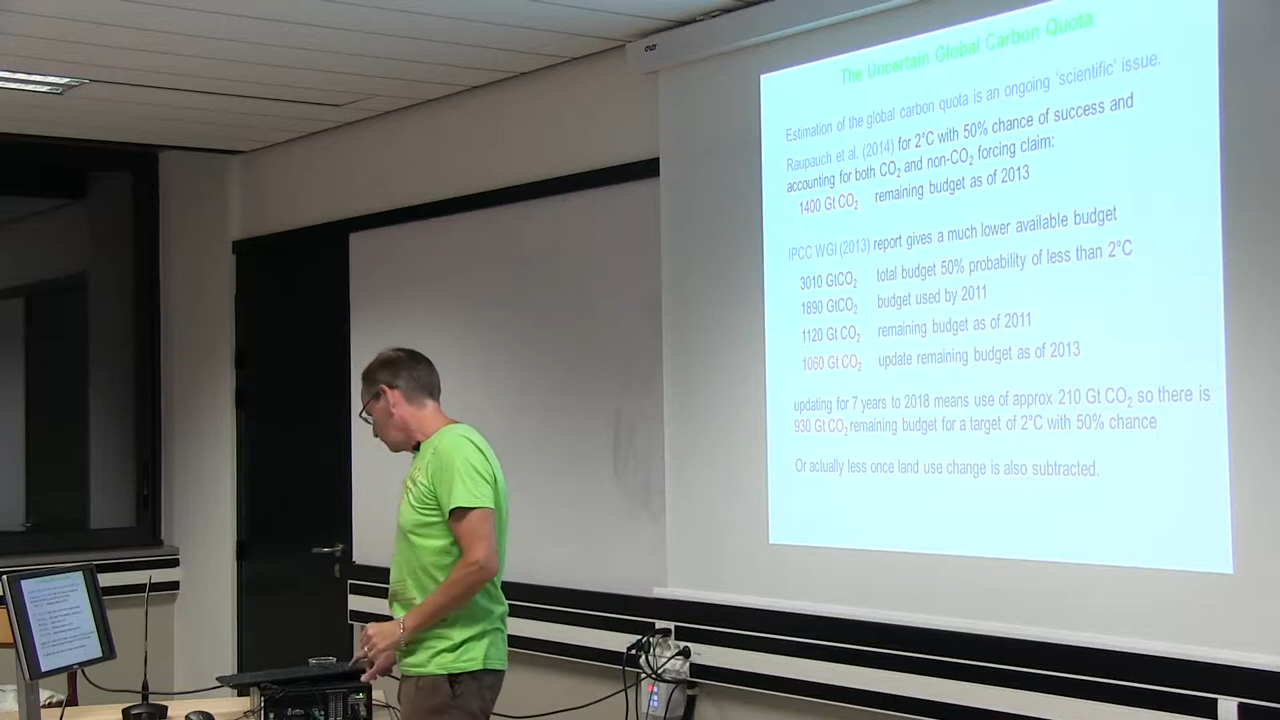 The Uncertain Global Carbon Quota
Estimation of the global carbon quota is an ongoing ‘scientific’ issue.
Raupauch et al. (2014) for 2°C with 50% chance of success and
accounting for both CO₂ and non-CO₂ forcing claim:
1400 Gt CO₂ remaining budget as of 2013
IPCC WGI (2013) report gives a much lower available budget
3010 GtCO₂ total budget 50% probability of less than 2°C
1890 GtCO₂ budget used by 2011
1120 Gt CO₂ remaining budget as of 2011
1060 Gt CO₂ update remaining budget as of 2013
updating for 7 years to 2018 means use of approx 210 Gt CO₂ so there is
930 Gt CO₂ remaining budget for a target of 2°C with 50% chance
Or actually less once land use change is also subtracted.